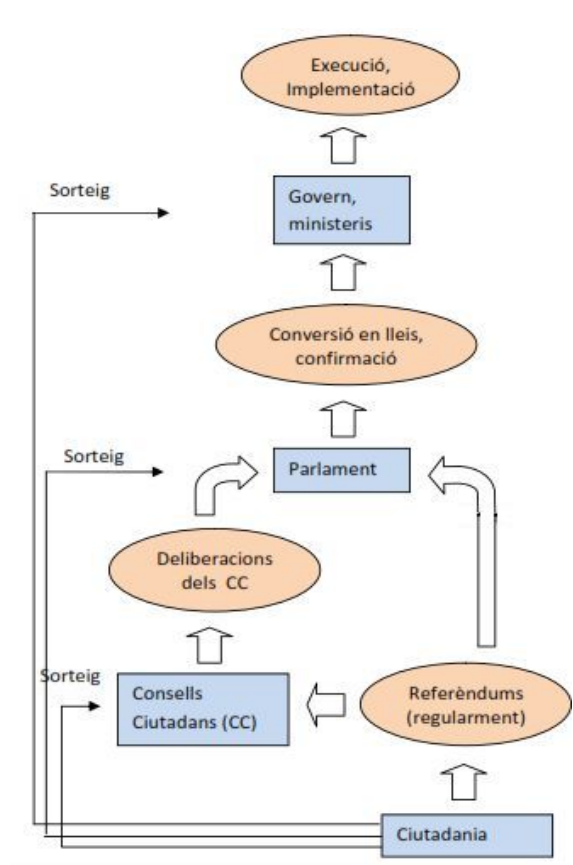 Execució,
Implementació
Sorteig
Govern,
ministeris
Conversió en lleis,
confirmació
Sorteig
Parlament
Deliberacions
dels CC
Sorteig
Consells
Ciutadans (CC)
Referèndums
(regularment)
Ciutadania